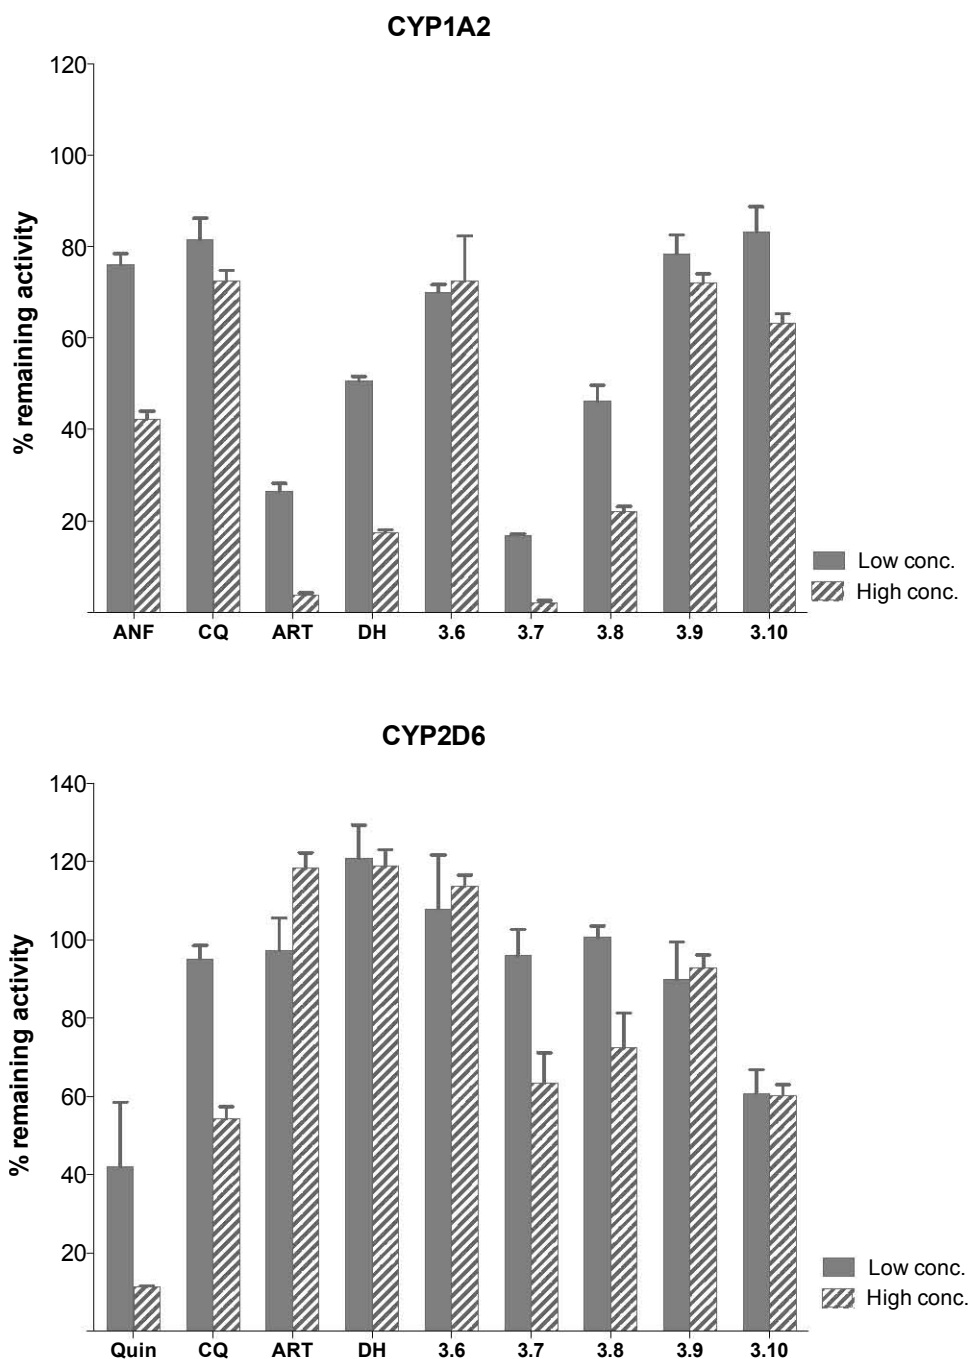 CYP1A2
% remaining activity
120
100
80
60
40
20
ANF CQ ART DH 3.6 3.7 3.8 3.9 3.10
Low conc.
High conc.
CYP2D6
% remaining activity
140
120
100
80
60
40
20
Quin CQ ART DH 3.6 3.7 3.8 3.9 3.10
Low conc.
High conc.